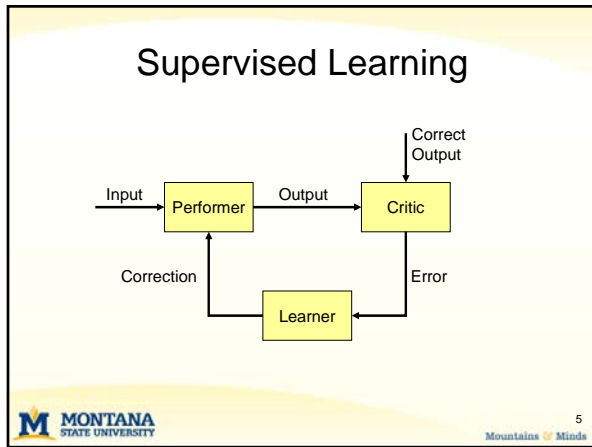 Supervised Learning
Correct
Output
Input
Performer
Output
Critic
Correction
Error
Learner
5
M MONTANA
STATE UNIVERSITY
Mountains & Minds